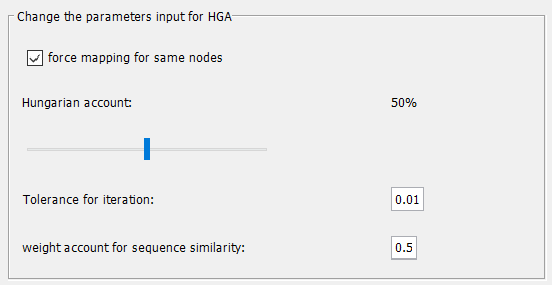 Change the parameters input for HGA
force mapping for same nodes
Hungarian account: 50%
Tolerance for iteration: 0.01
weight account for sequence similarity: 0.5